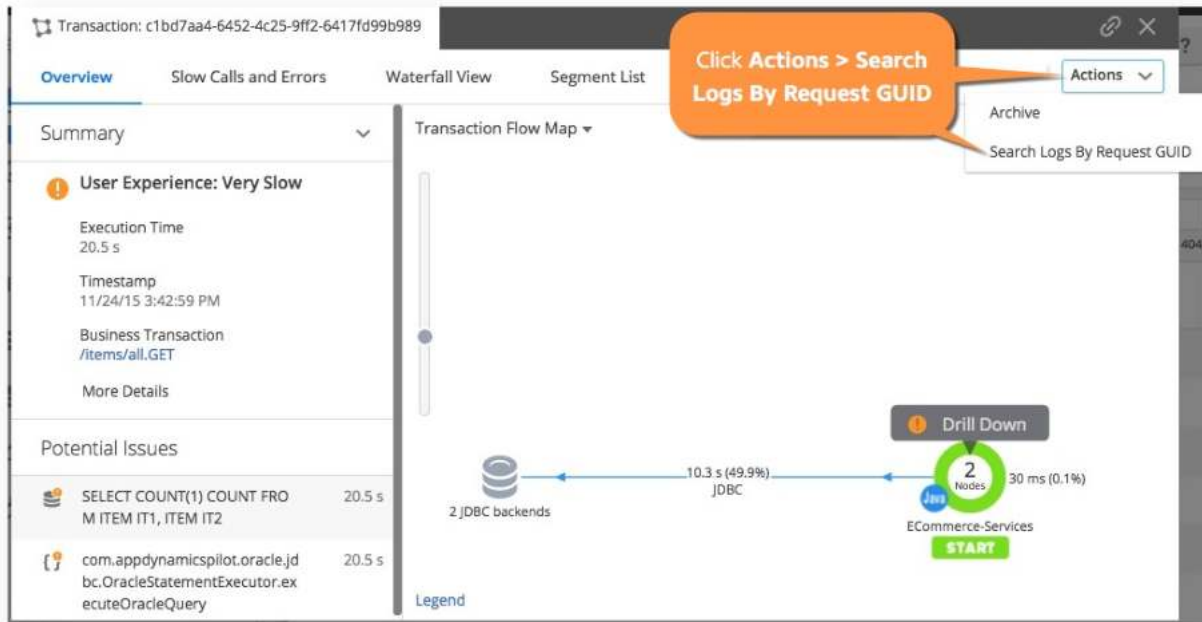 Transaction: c1bd7aa4-6452-4c25-9ff2-6417fd99b989
?
Overview
Slow Calls and Errors
Waterfall View
Segment List
Click Actions > Search
Logs By Request GUID
Actions
Archive
Search Logs By Request GUID
404
Summary
User Experience: Very Slow
Execution Time
20.5 s
Timestamp
11/24/15 3:42:59 PM
Business Transaction
/items/all.GET
More Details
Potential Issues
SELECT COUNT(1) COUNT FRO
M ITEM IT1, ITEM IT2
20.5 s
com.appdynamicspilot.oracle.jd
bc.OracleStatementExecutor.ex
ecuteOracleQuery
20.5 s
Transaction Flow Map
Drill Down
10.3 s (49.9%)
JDBC
2
Nodes
30 ms (0.1%)
Java
2 JDBC backends
ECommerce-Services
START
Legend